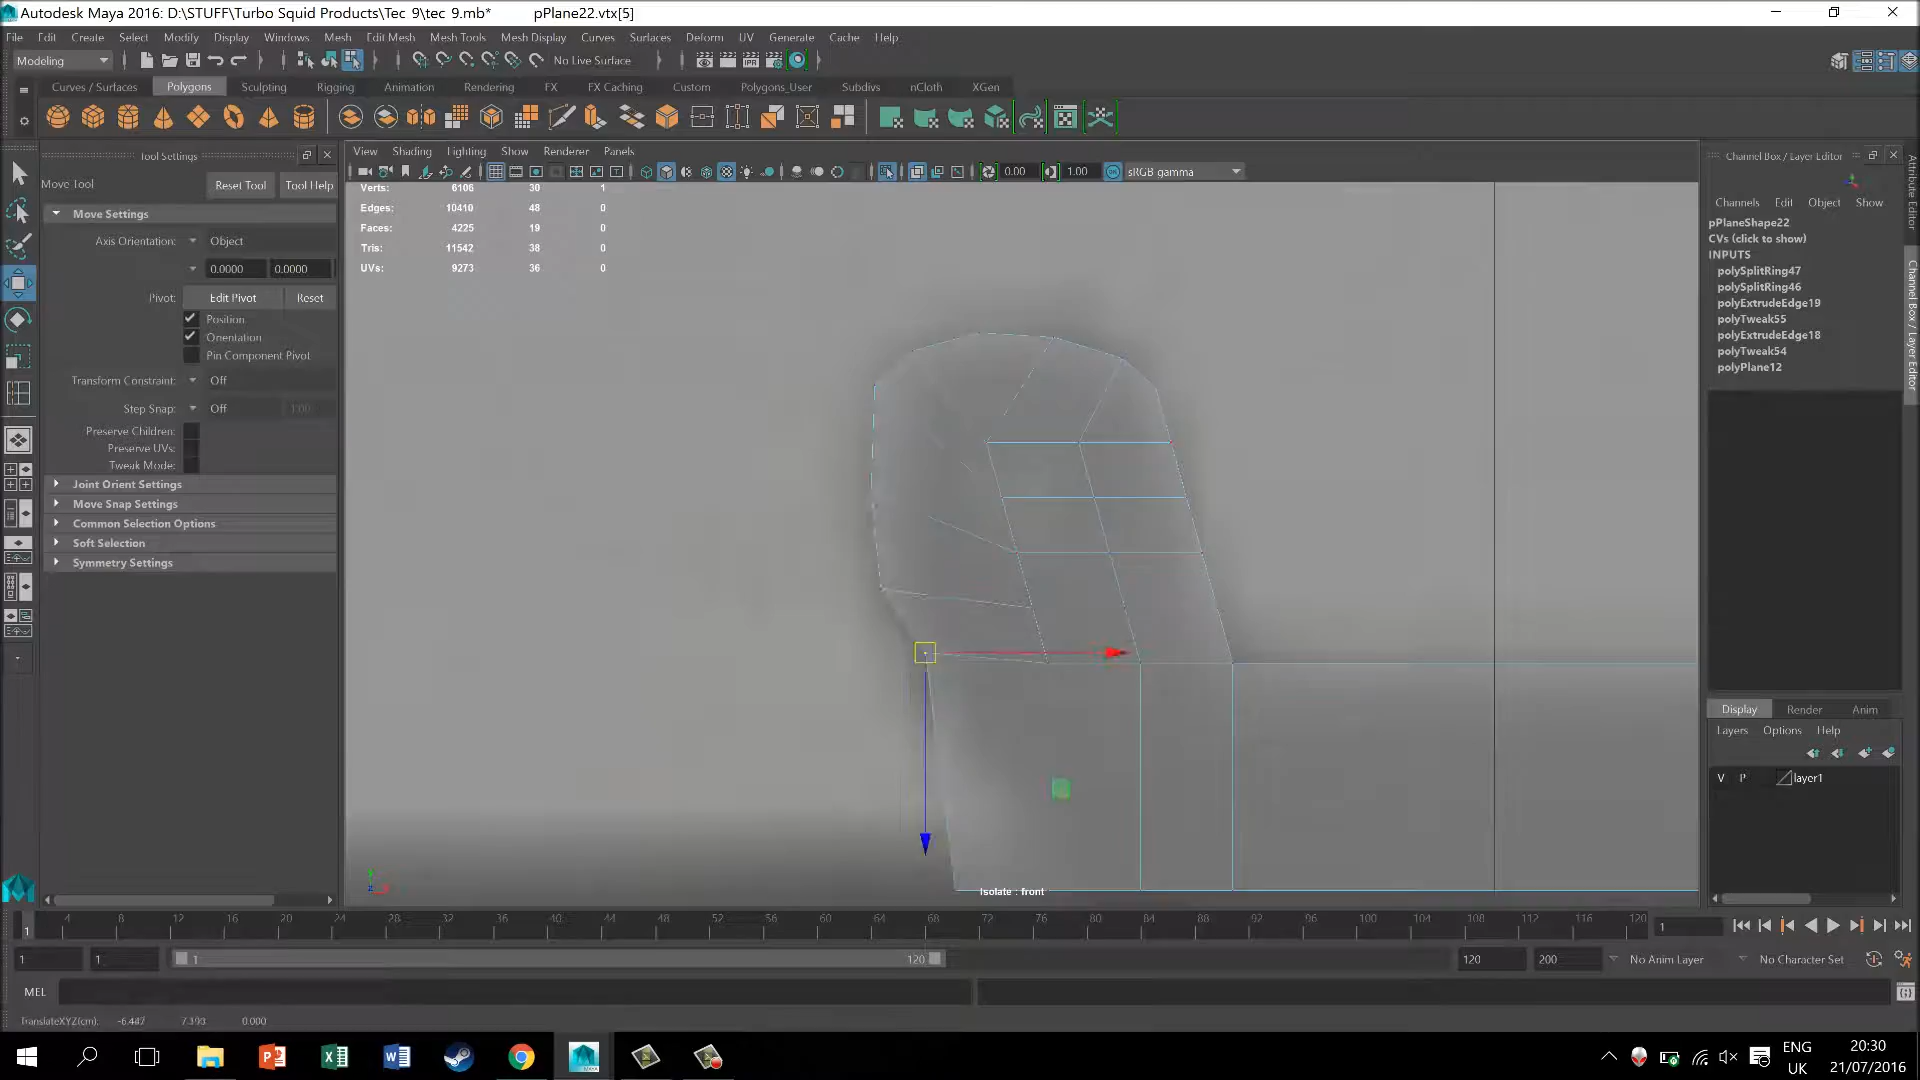 Autodesk Maya 2016: D:\STUFF\Turbo Squid Products\Tec 9\tec 9.mb*   pPlane22.vtx[5]
File Edit Create Select Modify Display Windows Mesh Edit Mesh Mesh Tools Mesh Display Curves Surfaces Deform UV Generate Cache Help
Modeling No Live Surface
Curves / Surfaces Polygons Sculpting Rigging Animation Rendering FX FX Caching Custom Polygons_User Subdivs nCloth XGen
Tool Settings
View Shading Lighting Show Renderer Panels
Channel Box / Layer Editor
Move Tool Reset Tool Tool Help
0.00 1.00 sRGB gamma
Verts: 6106 30 1
Edges: 10410 48 0
Faces: 4225 19 0
Tris: 11542 38 0
UVs: 9273 36 0
Move Settings
Axis Orientation: Object
0.0000 0.0000
Pivot: Edit Pivot Reset
Position
Orientation
Pin Component Pivot
Transform Constraint: Off
Step Snap: Off 1.00
Preserve Children:
Preserve UVs:
Tweak Mode:
Joint Orient Settings
Move Snap Settings
Common Selection Options
Soft Selection
Symmetry Settings
Isolate : front
Channels Edit Object Show
pPlaneShape22
CVs (click to show)
INPUTS
polySplitRing47
polySplitRing46
polyExtrudeEdge19
polyTweak55
polyExtrudeEdge18
polyTweak54
polyPlane12
Attribute Editor
Channel Box / Layer Editor
Display Render Anim
Layers Options Help
V P layer1
4 8 12 16 20 24 28 32 36 40 44 48 52 56 60 64 68 72 76 80 84 88 92 96 100 104 108 112 116 120
1
1
1 1 1 120 120 200 No Anim Layer No Character Set
MEL
TranslateXYZ(cm): -6.447 7.393 0.000
ENG
UK
20:30
21/07/2016